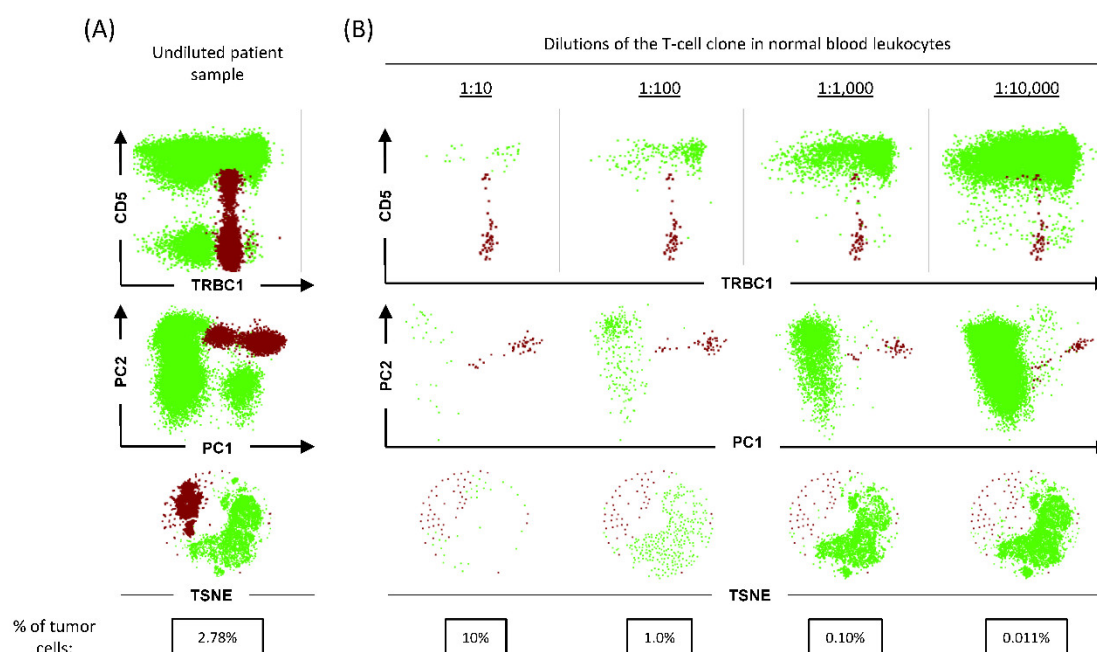 (A)
(B)
Undiluted patient
sample
Dilutions of the T-cell clone in normal blood leukocytes
1:10
1:100
1:1,000
1:10,000
CD5
TRBC1
CD5
TRBC1
PC2
PC1
PC2
PC1
TSNE
TSNE
% of tumor
cells:
2.78%
10%
1.0%
0.10%
0.011%